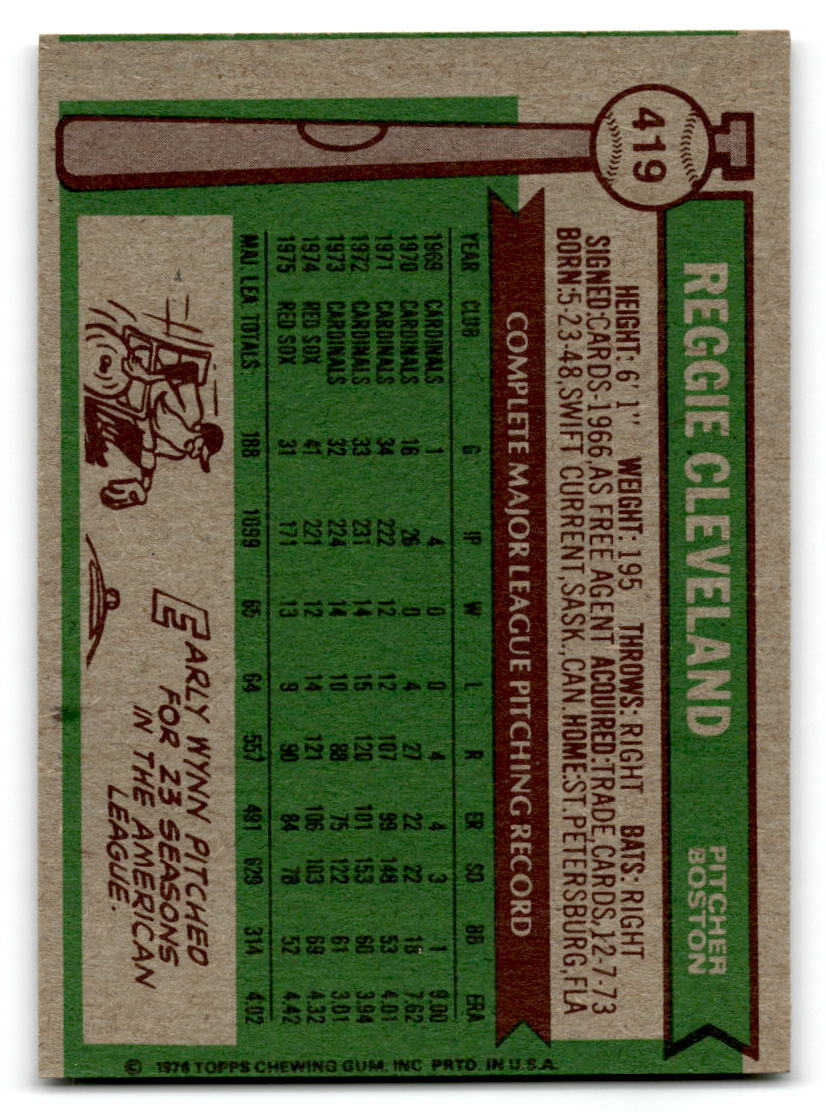 419
REGGIE CLEVELAND
PITCHER
BOSTON
HEIGHT: 6' 1" WEIGHT: 195 THROWS: RIGHT BATS: RIGHT
SIGNED:CARDS-1966,AS FREE AGENT ACQUIRED:TRADE,CARDS,12-7-73
BORN:5-23-48,SWIFT CURRENT,SASK.,CAN. HOME:ST. PETERSBURG,FLA
COMPLETE MAJOR LEAGUE PITCHING RECORD
YEAR CLUB G IP W L R ER SO BB ERA
1969 CARDINALS 1 4 0 0 4 4 3 1 9.00
1970 CARDINALS 16 26 0 4 27 22 22 18 7.62
1971 CARDINALS 34 222 12 12 107 99 148 53 4.01
1972 CARDINALS 33 231 14 15 120 101 153 60 3.94
1973 CARDINALS 32 224 14 10 88 75 122 61 3.01
1974 RED SOX 41 221 12 14 121 106 103 69 4.32
1975 RED SOX 31 171 13 9 90 84 78 52 4.42
MAJ. LEA. TOTALS: 188 1099 65 64 557 491 629 314 4.02
EARLY WYNN PITCHED
FOR 23 SEASONS
IN THE AMERICAN
LEAGUE.
© 1976 TOPPS CHEWING GUM, INC. PRTD. IN U.S.A.